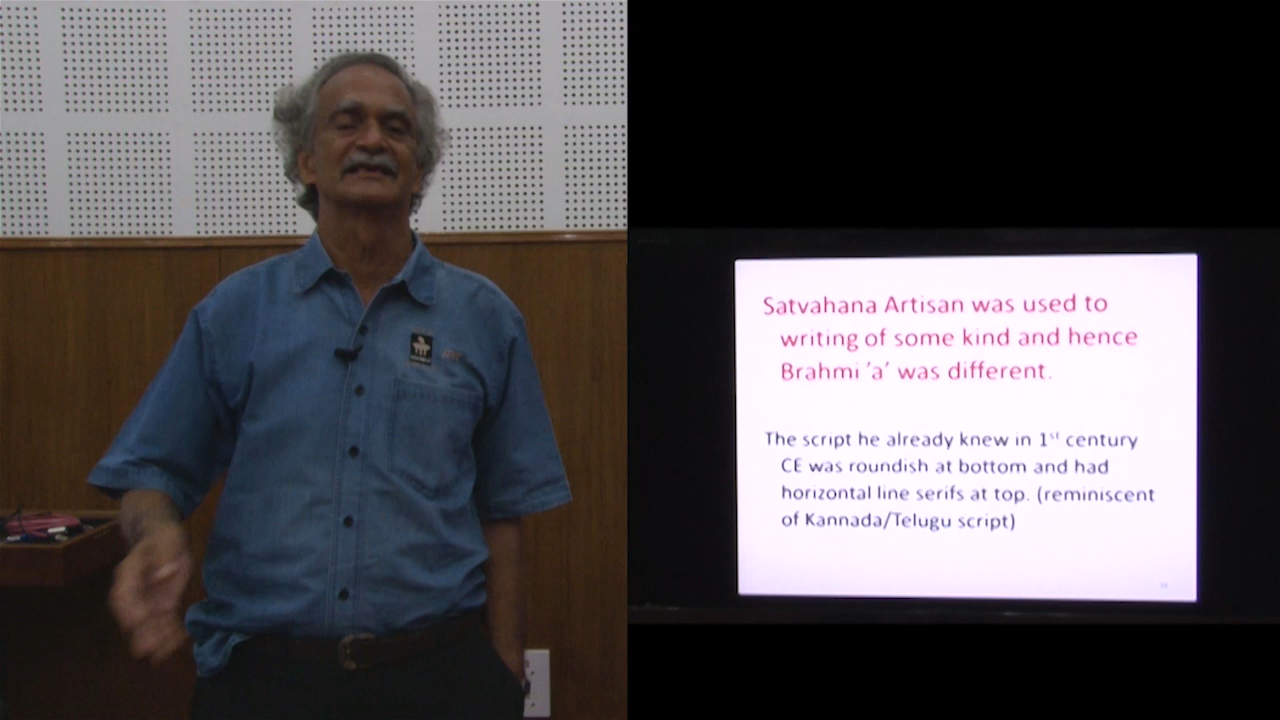 Satvahana Artisan was used to
writing of some kind and hence
Brahmi ‘a’ was different.
The script he already knew in 1st century
CE was roundish at bottom and had
horizontal line serifs at top. (reminiscent
of Kannada/Telugu script)